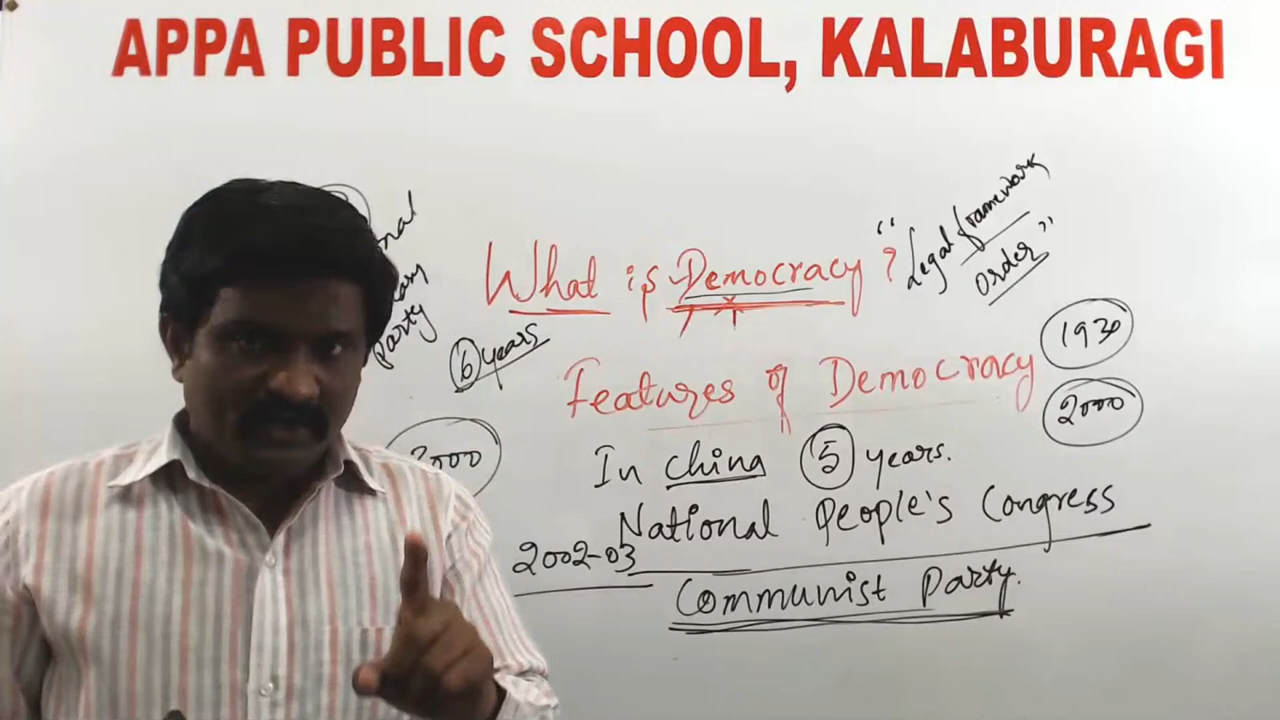 APPA PUBLIC SCHOOL, KALABURAGI
"Legal framework
order"
What is Democracy?
Party
6 years
1930
Features of Democracy
2000
In China 5 years.
National People's Congress
2002-03
Communist Party.